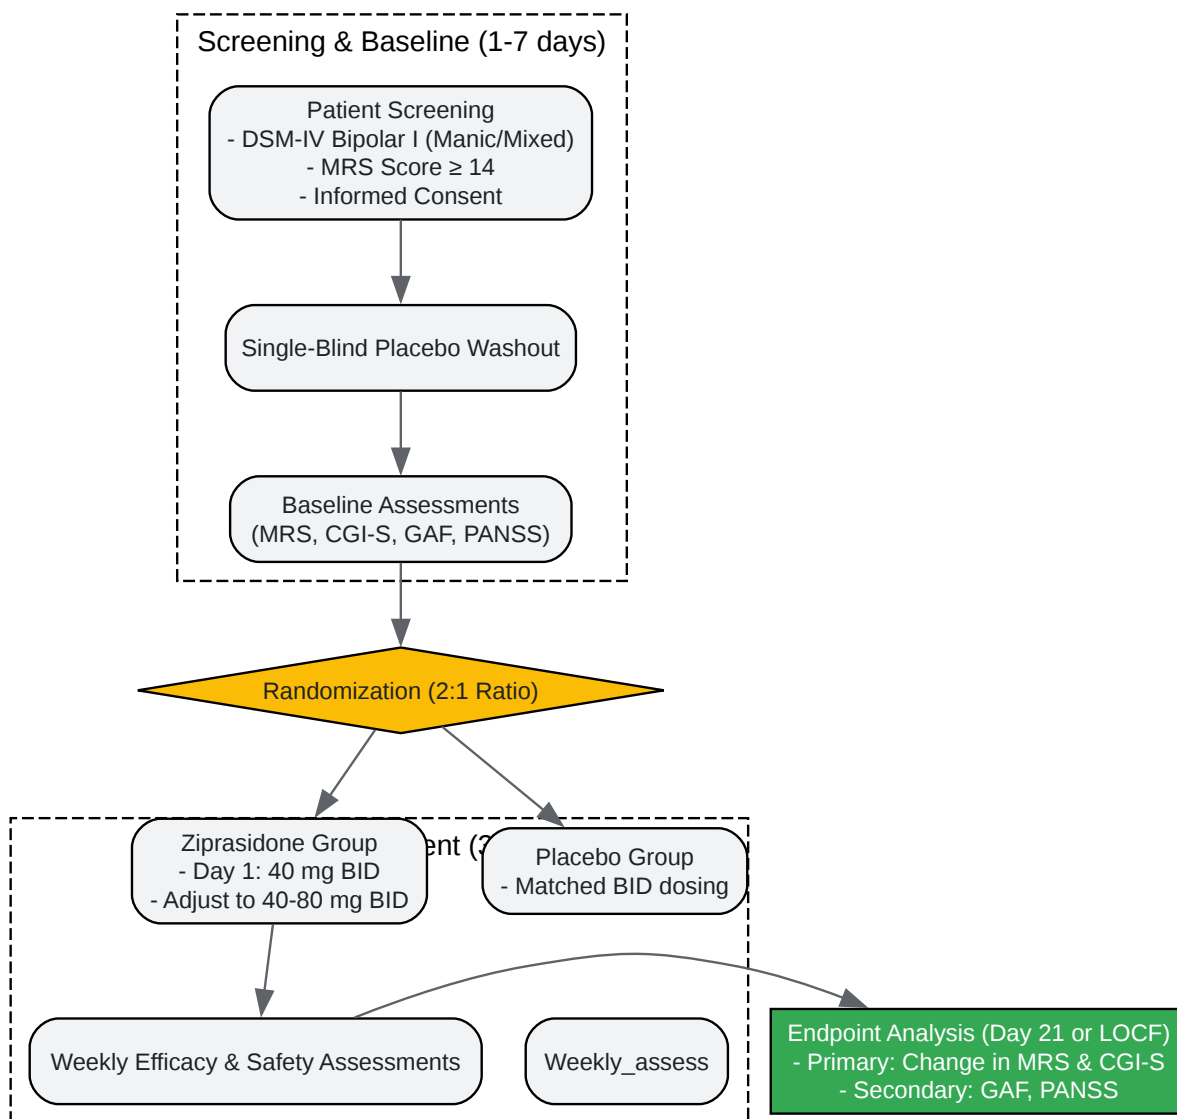 Screening & Baseline (1-7 days)
Patient Screening
- DSM-IV Bipolar I (Manic/Mixed)
- MRS Score ≥ 14
- Informed Consent
Single-Blind Placebo Washout
Baseline Assessments
(MRS, CGI-S, GAF, PANSS)
Randomization (2:1 Ratio)
Ziprasidone Group
- Day 1: 40 mg BID
- Adjust to 40-80 mg BID
Placebo Group
- Matched BID dosing
Weekly Efficacy & Safety Assessments
Weekly_assess
Endpoint Analysis (Day 21 or LOCF)
- Primary: Change in MRS & CGI-S
- Secondary: GAF, PANSS